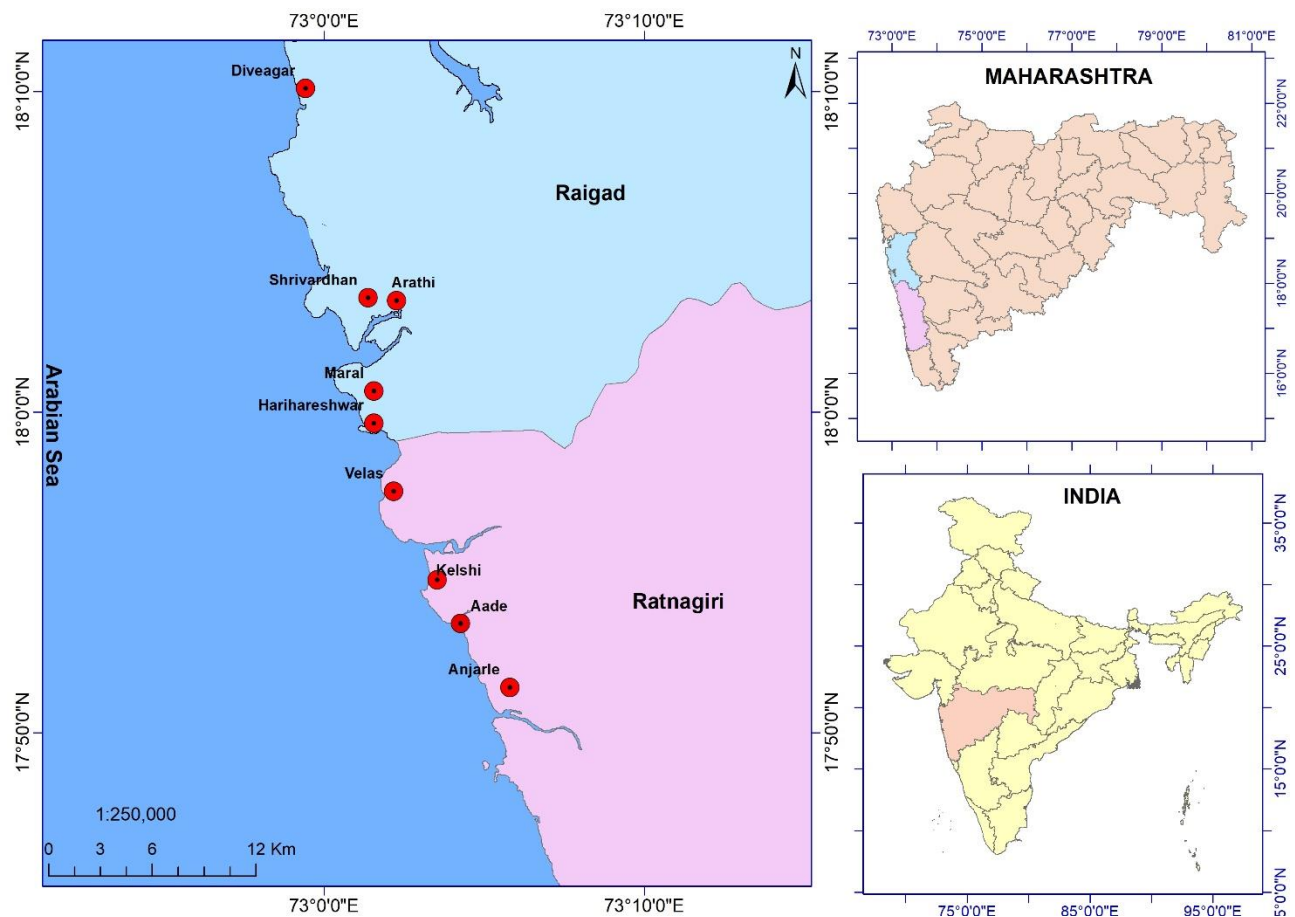 73°0'0"E 73°10'0"E
18°10'0"N 18°10'0"N
18°0'0"N 18°0'0"N
17°50'0"N 17°50'0"N
73°0'0"E 73°10'0"E
N
Diveagar
Raigad
Shrivardhan
Arathi
Maral
Harihareshwar
Arabian Sea
Velas
Kelshi
Aade
Ratnagiri
Anjarle
1:250,000
0 3 6 12 Km
73°0'0"E 75°0'0"E 77°0'0"E 79°0'0"E 81°0'0"E
MAHARASHTRA
22°0'0"N
20°0'0"N
18°0'0"N
16°0'0"N
INDIA
35°0'0"N
25°0'0"N
15°0'0"N
5°0'0"N
75°0'0"E 85°0'0"E 95°0'0"E